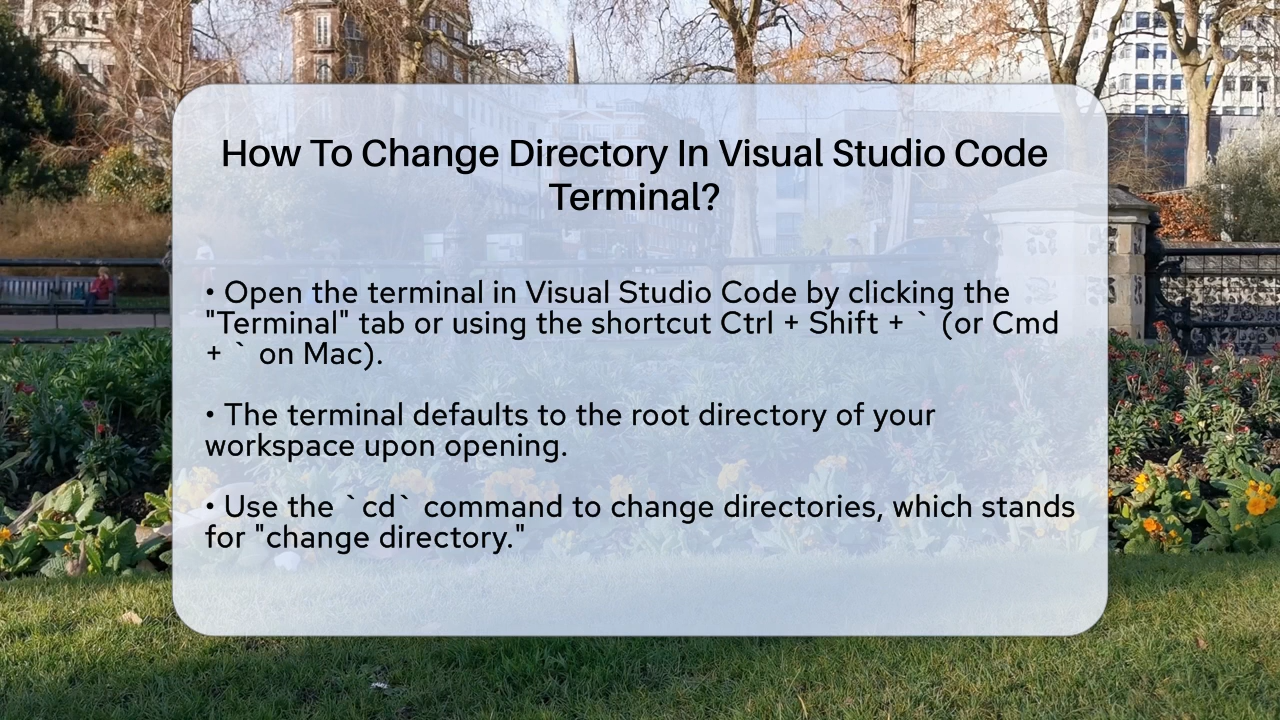 How To Change Directory In Visual Studio Code
Terminal?
• Open the terminal in Visual Studio Code by clicking the
"Terminal" tab or using the shortcut Ctrl + Shift + ` (or Cmd
+ ` on Mac).
• The terminal defaults to the root directory of your
workspace upon opening.
• Use the `cd` command to change directories, which stands
for "change directory."